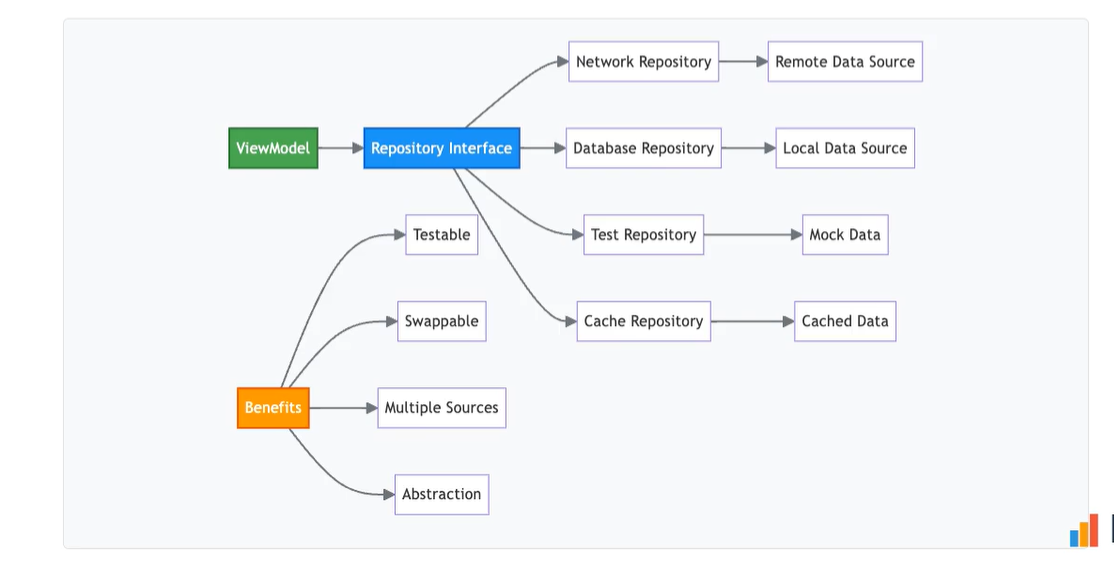 Network Repository
Remote Data Source
ViewModel
Repository Interface
Database Repository
Local Data Source
Testable
Test Repository
Mock Data
Swappable
Cache Repository
Cached Data
Benefits
Multiple Sources
Abstraction